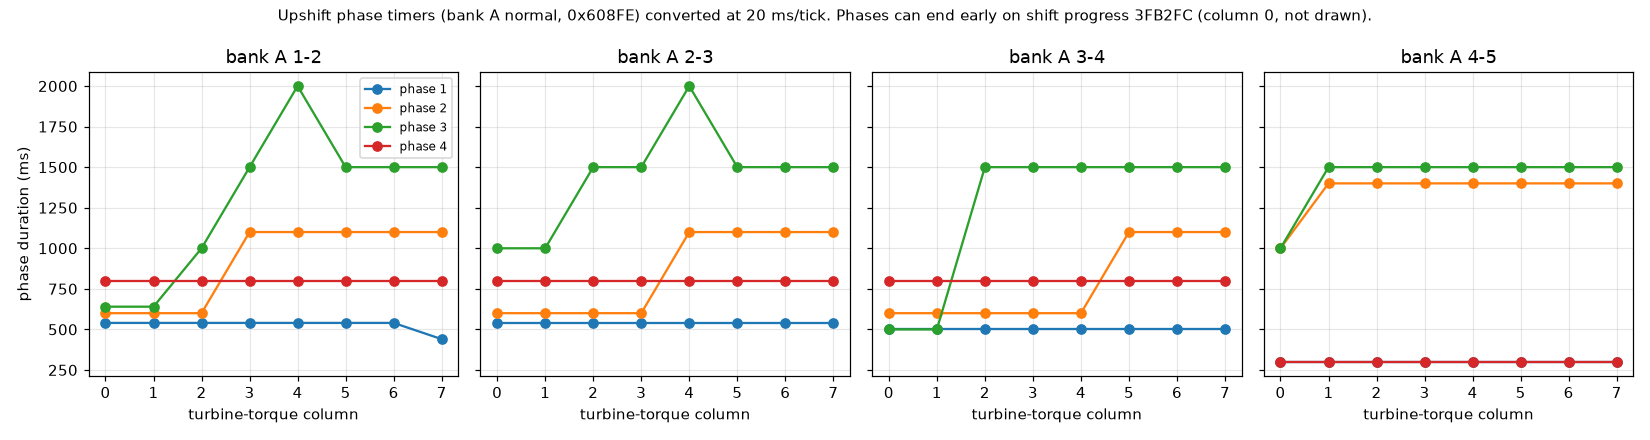 Upshift phase timers (bank A normal, 0x608FE) converted at 20 ms/tick. Phases can end early on shift progress 3FB2FC (column 0, not drawn).
bank A 1-2
bank A 2-3
bank A 3-4
bank A 4-5
phase 1
phase 2
phase 3
phase 4
phase duration (ms)
2000
1750
1500
1250
1000
750
500
250
0 1 2 3 4 5 6 7
0 1 2 3 4 5 6 7
0 1 2 3 4 5 6 7
0 1 2 3 4 5 6 7
turbine-torque column
turbine-torque column
turbine-torque column
turbine-torque column